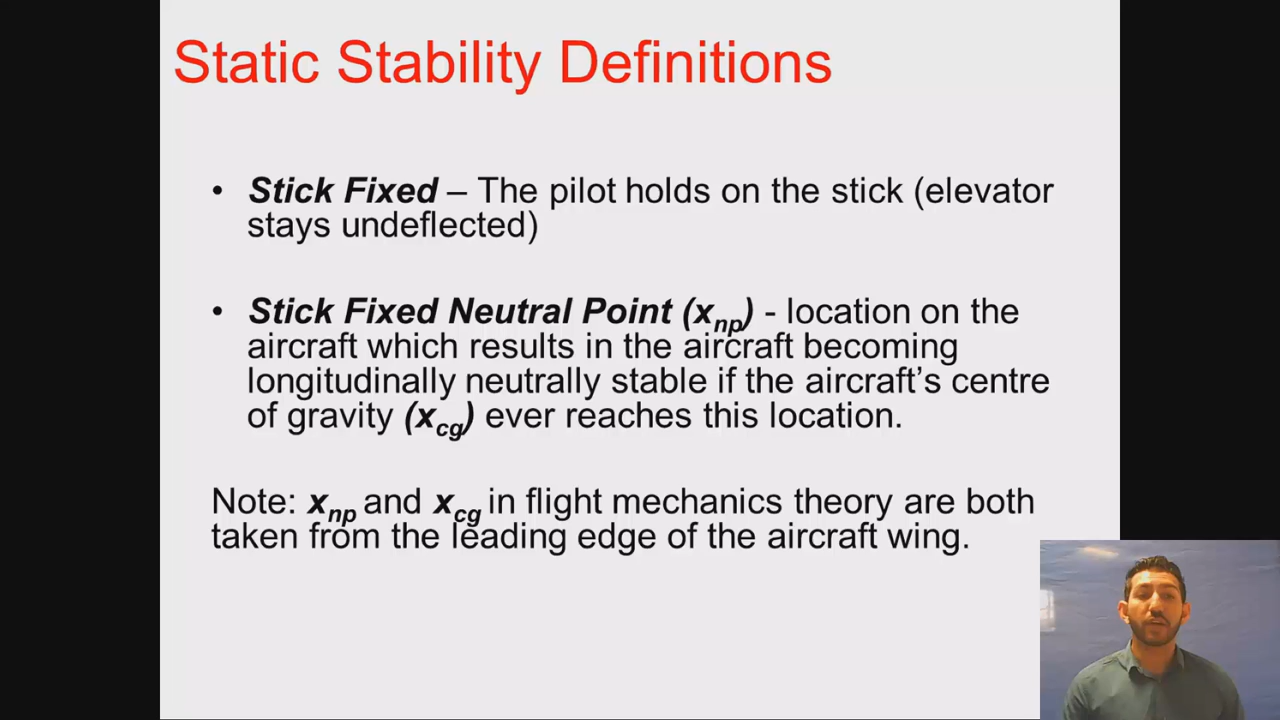 Static Stability Definitions
• Stick Fixed – The pilot holds on the stick (elevator
stays undeflected)
• Stick Fixed Neutral Point (xnp) - location on the
aircraft which results in the aircraft becoming
longitudinally neutrally stable if the aircraft's centre
of gravity (xcg) ever reaches this location.
Note: xnp and xcg in flight mechanics theory are both
taken from the leading edge of the aircraft wing.